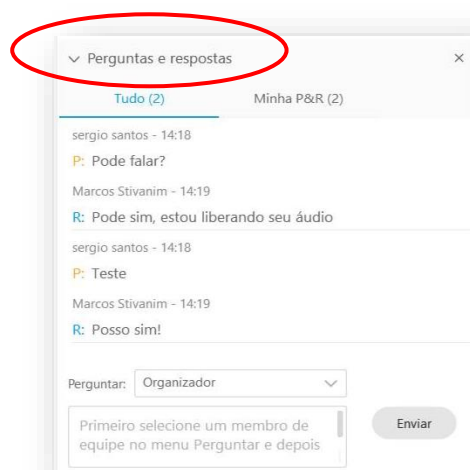 Perguntas e respostas
Tudo (2) Minha P&R (2)
sergio santos - 14:18
P: Pode falar?
Marcos Stivanim - 14:19
R: Pode sim, estou liberando seu áudio
sergio santos - 14:18
P: Teste
Marcos Stivanim - 14:19
R: Posso sim!
Perguntar: Organizador
Primeiro selecione um membro de
equipe no menu Perguntar e depois
Enviar